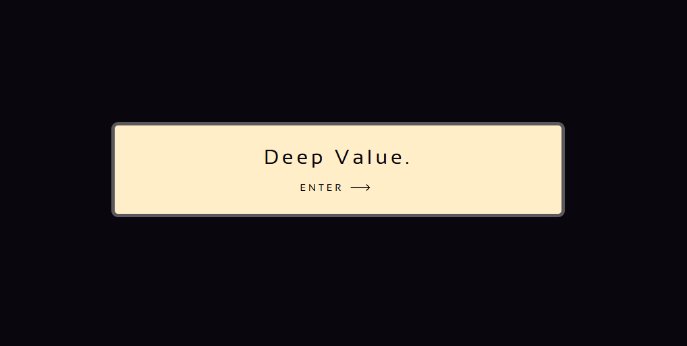 Deep Value.
ENTER ⟶